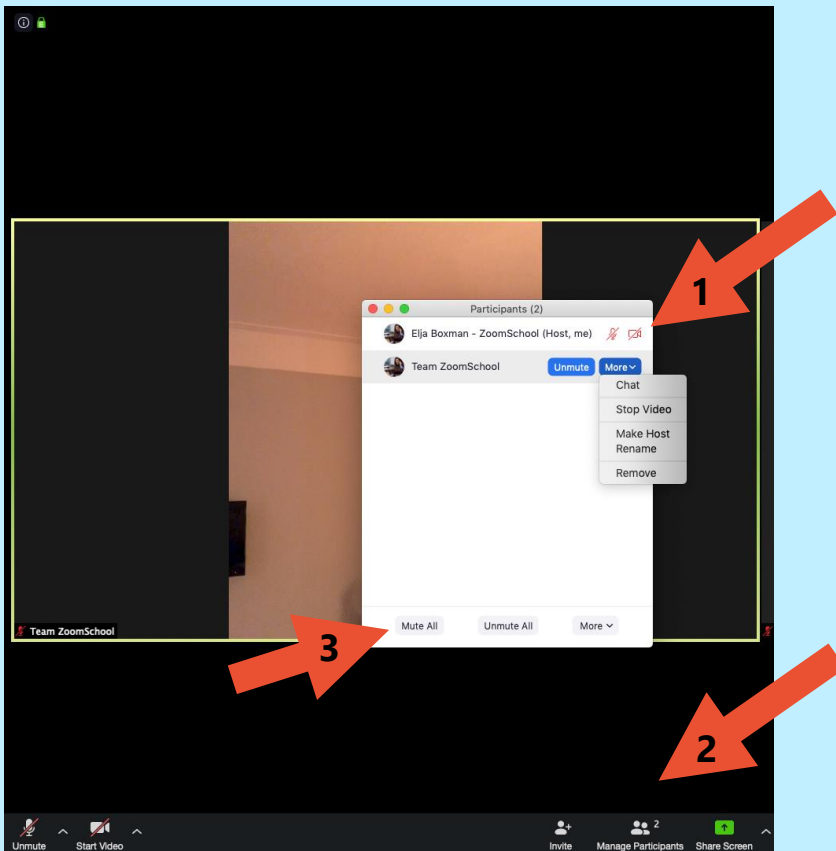 1
Participants (2)
Elja Boxman - ZoomSchool (Host, me)
Team ZoomSchool Unmute More
Chat
Stop Video
Make Host
Rename
Remove
Mute All Unmute All More
Team ZoomSchool
3
2
2
Unmute Start Video Invite Manage Participants Share Screen